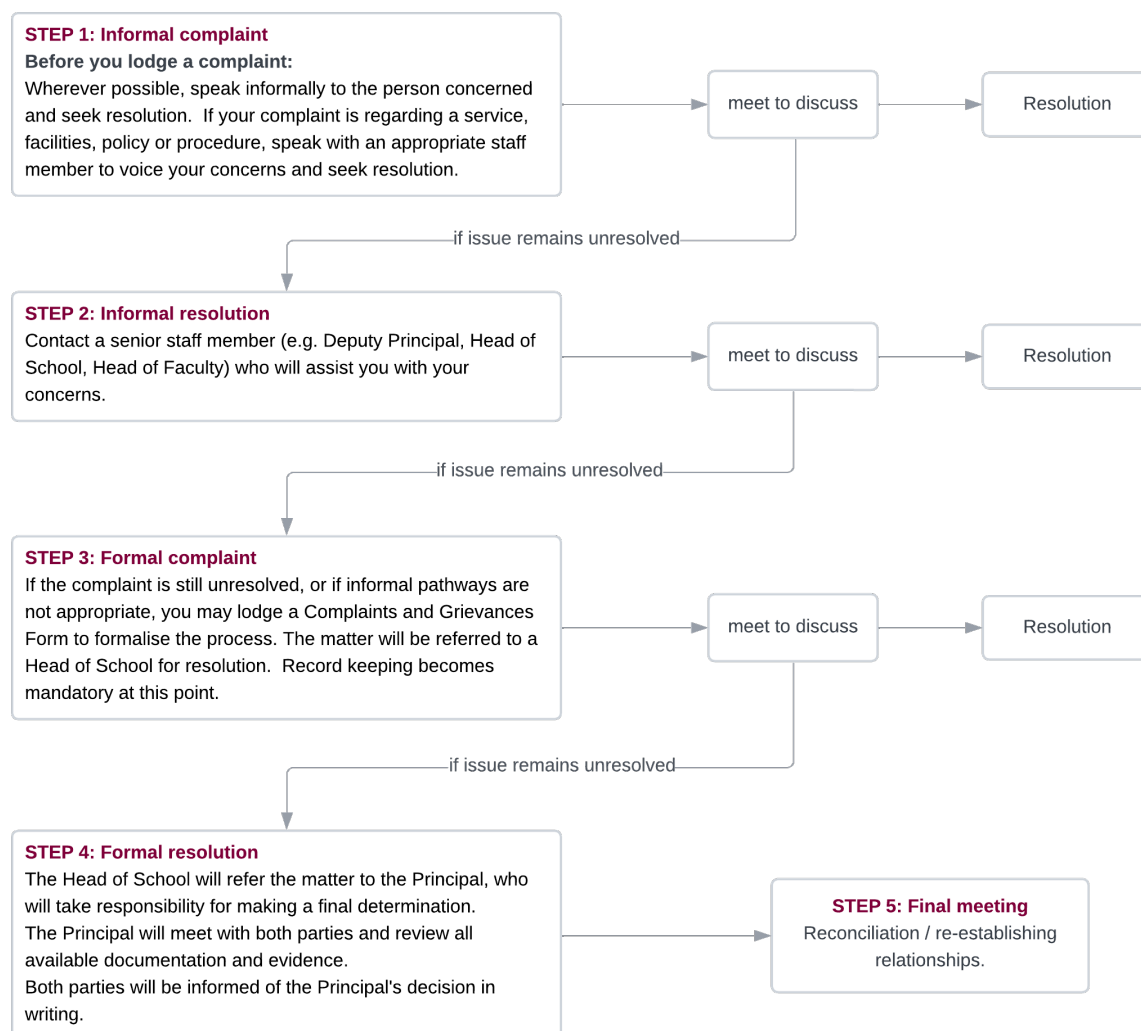 STEP 1: Informal complaint
Before you lodge a complaint:
Wherever possible, speak informally to the person concerned
and seek resolution.  If your complaint is regarding a service,
facilities, policy or procedure, speak with an appropriate staff
member to voice your concerns and seek resolution.
meet to discuss
Resolution
if issue remains unresolved
STEP 2: Informal resolution
Contact a senior staff member (e.g. Deputy Principal, Head of
School, Head of Faculty) who will assist you with your
concerns.
meet to discuss
Resolution
if issue remains unresolved
STEP 3: Formal complaint
If the complaint is still unresolved, or if informal pathways are
not appropriate, you may lodge a Complaints and Grievances
Form to formalise the process. The matter will be referred to a
Head of School for resolution.  Record keeping becomes
mandatory at this point.
meet to discuss
Resolution
if issue remains unresolved
STEP 4: Formal resolution
The Head of School will refer the matter to the Principal, who
will take responsibility for making a final determination.
The Principal will meet with both parties and review all
available documentation and evidence.
Both parties will be informed of the Principal's decision in
writing.
STEP 5: Final meeting
Reconciliation / re-establishing
relationships.